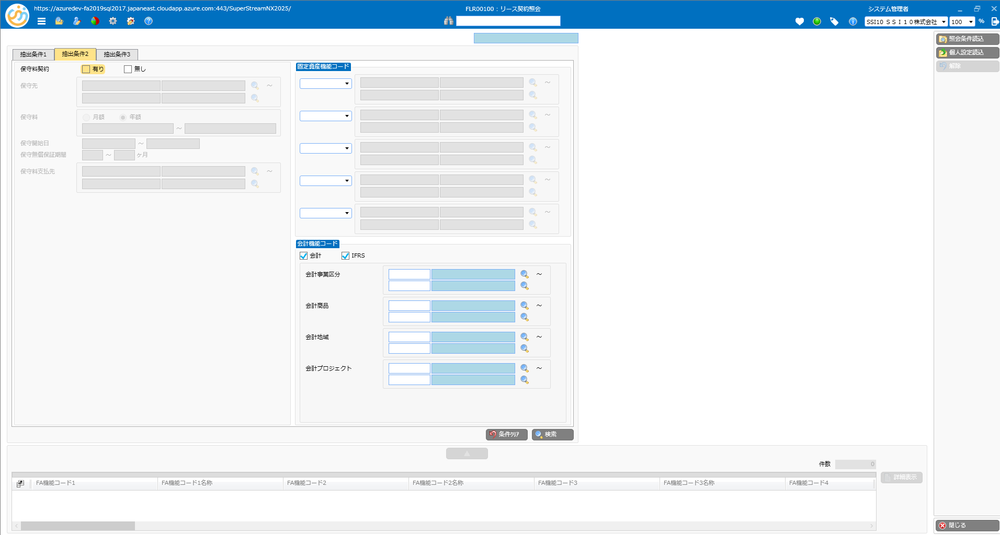 https://azuredev-fa2019sql2017.japaneast.cloudapp.azure.com:443/SuperStreamNX2025/
FLR00100：リース契約照会
システム管理者
SSI10 ＳＳＩ１０株式会社
100
%
照会条件読込
個人設定読込
解除
抽出条件1
抽出条件2
抽出条件3
保守料契約
有り
無し
保守先
～
保守料
月額
年額
～
保守開始日
～
保守無償保証期間
～
ヶ月
保守料支払先
～
固定資産機能コード
～
～
～
～
～
会計機能コード
会計
IFRS
会計事業区分
～
会計商品
～
会計地域
～
会計プロジェクト
～
条件ｸﾘｱ
検索
件数
0
FA機能コード1
FA機能コード1名称
FA機能コード2
FA機能コード2名称
FA機能コード3
FA機能コード3名称
FA機能コード4
詳細表示
閉じる